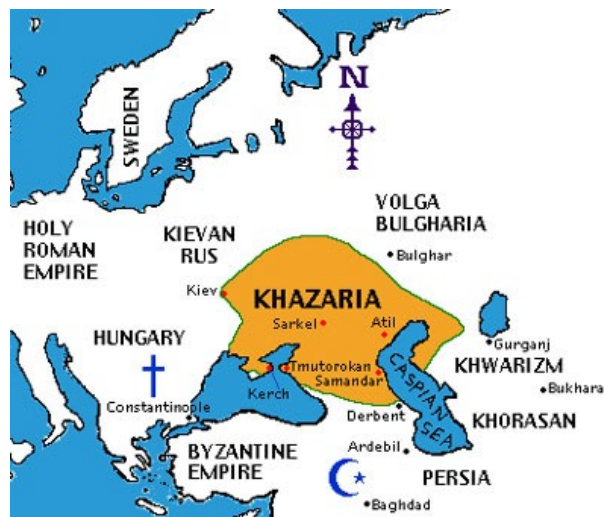 N
SWEDEN
VOLGA
BULGHARIA
HOLY
ROMAN
EMPIRE
KIEVAN
RUS
Bulghar
Kiev
KHAZARIA
Sarkel
Atil
HUNGARY
Gurganj
KHWARIZM
Tmutorokan
Samandar
CASPIAN
SEA
Kerch
Bukhara
Constantinople
Derbent
KHORASAN
BYZANTINE
EMPIRE
Ardebil
PERSIA
Baghdad